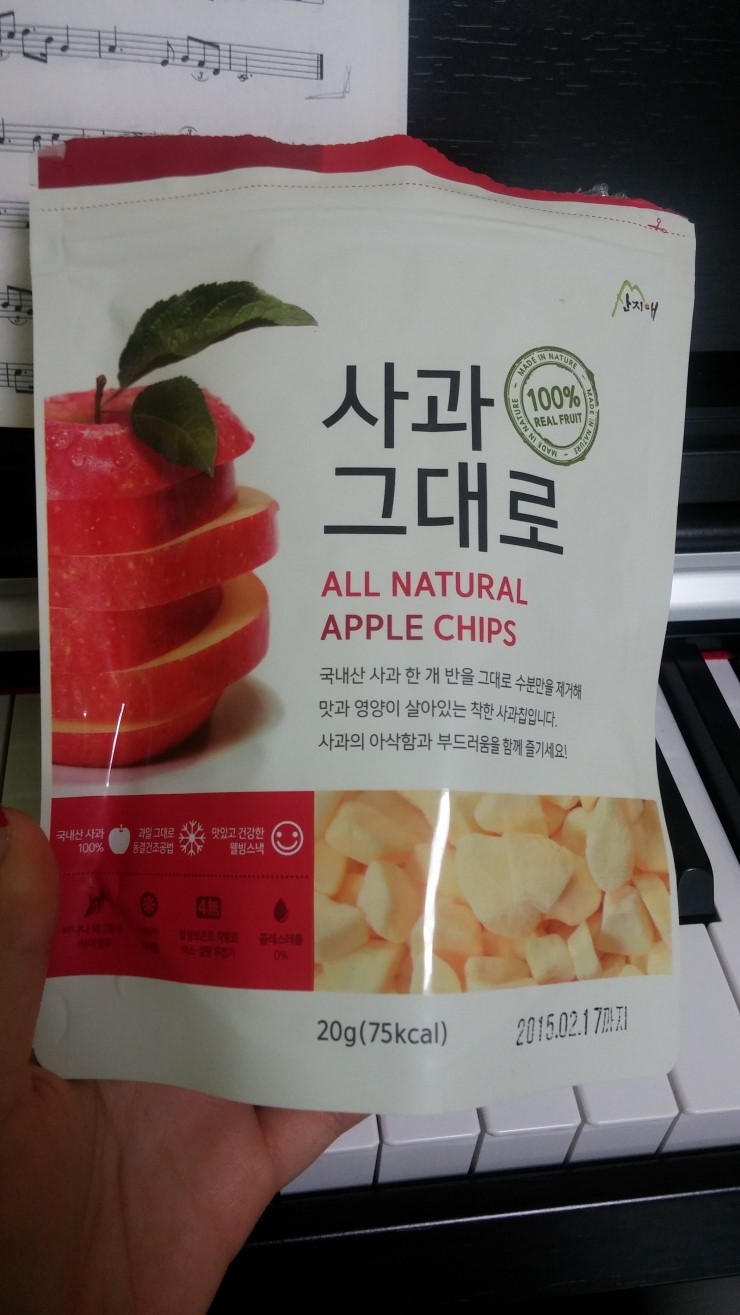 산지애
사과
그대로
MADE IN NATURE
MADE IN NATURE
MADE IN NATURE
100%
REAL FRUIT
ALL NATURAL
APPLE CHIPS
국내산 사과 한 개 반을 그대로 수분만을 제거해
맛과 영양이 살아있는 착한 사과칩입니다.
사과의 아삭함과 부드러움을 함께 즐기세요!
국내산 사과
100%
과일 그대로
동결건조공법
맛있고 건강한
웰빙스낵
4無
콜레스테롤
0%
20g(75kcal)
2015.02.17까지